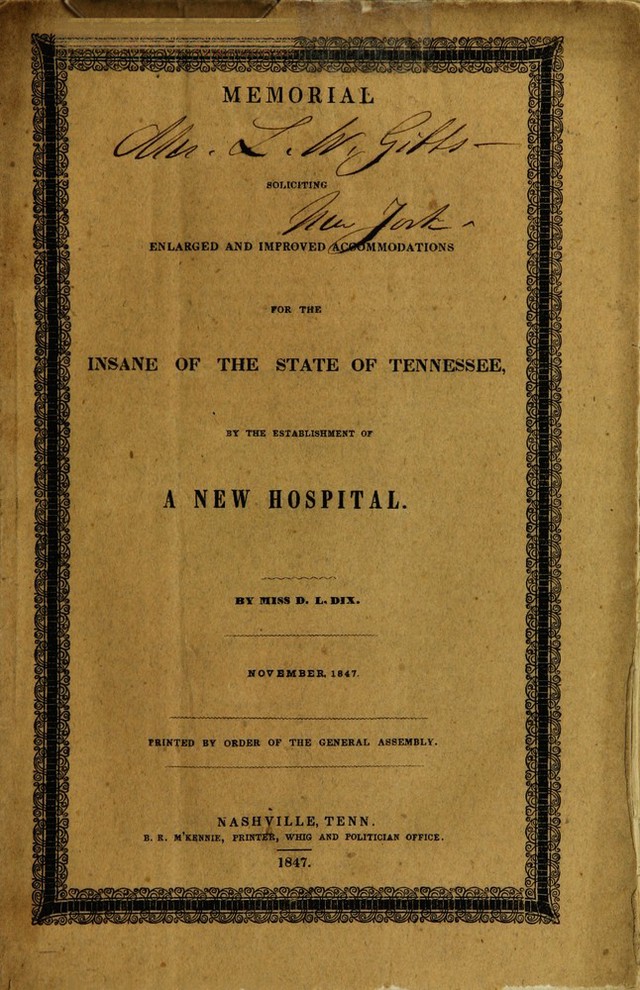 MEMORIAL
Mrs. L. W. Gibbs
SOLICITING
New York
ENLARGED AND IMPROVED ACCOMMODATIONS
FOR THE
INSANE OF THE STATE OF TENNESSEE,
BY THE ESTABLISHMENT OF
A NEW HOSPITAL.
BY MISS D. L. DIX.
NOVEMBER, 1847.
PRINTED BY ORDER OF THE GENERAL ASSEMBLY.
NASHVILLE, TENN.
B. R. M'KENNIE, PRINTER, WHIG AND POLITICIAN OFFICE.
1847.